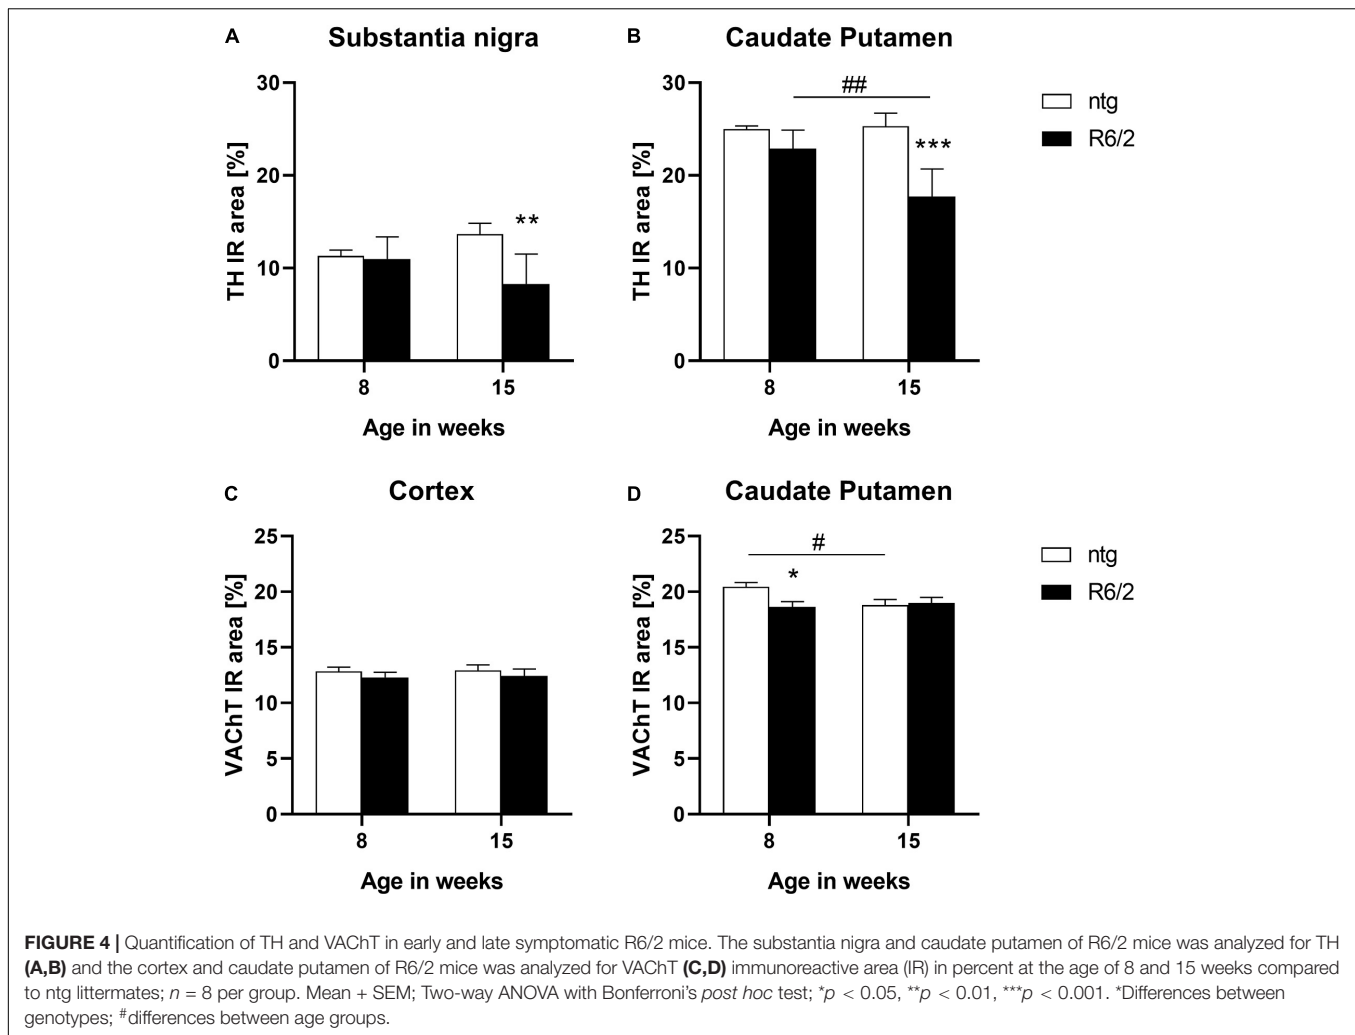 A Substantia nigra
30
20
10
0
TH IR area [%]
**
8 15
Age in weeks
B Caudate Putamen
30
20
10
0
TH IR area [%]
##
***
8 15
Age in weeks
ntg
R6/2
C Cortex
25
20
15
10
5
0
VAChT IR area [%]
8 15
Age in weeks
D Caudate Putamen
25
20
15
10
5
0
VAChT IR area [%]
#
*
8 15
Age in weeks
ntg
R6/2
FIGURE 4 | Quantification of TH and VAChT in early and late symptomatic R6/2 mice. The substantia nigra and caudate putamen of R6/2 mice was analyzed for TH
(A,B) and the cortex and caudate putamen of R6/2 mice was analyzed for VAChT (C,D) immunoreactive area (IR) in percent at the age of 8 and 15 weeks compared
to ntg littermates; n = 8 per group. Mean + SEM; Two-way ANOVA with Bonferroni's post hoc test; *p < 0.05, **p < 0.01, ***p < 0.001. *Differences between
genotypes; #differences between age groups.